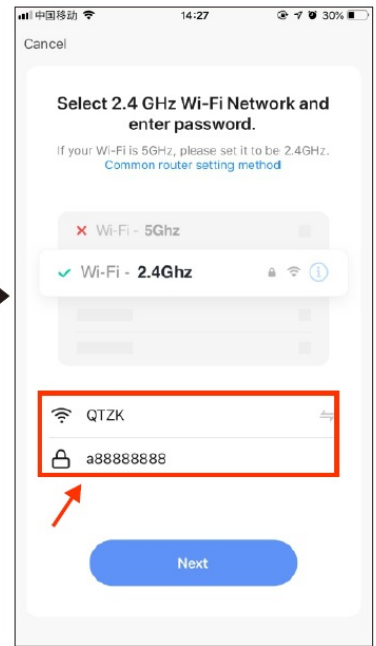 中国移动 14:27 30%
Cancel
Select 2.4 GHz Wi-Fi Network and
enter password.
If your Wi-Fi is 5GHz, please set it to be 2.4GHz.
Common router setting
method
Wi-Fi - 5Ghz
Wi-Fi - 2.4Ghz
QTZK
a88888888
Next